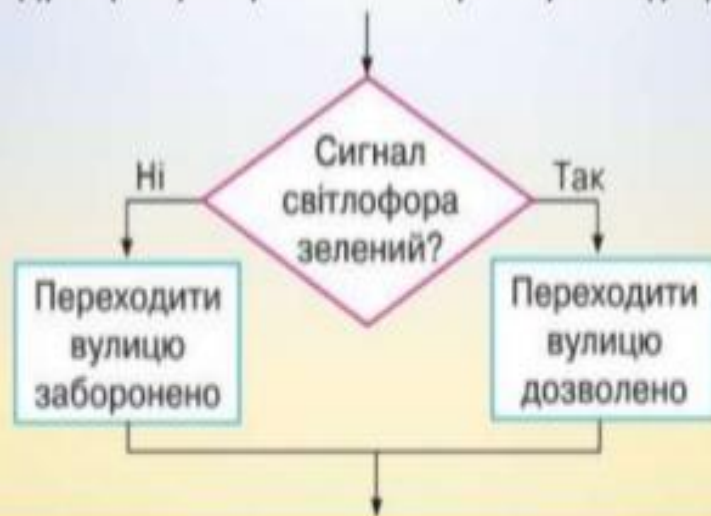 Сигнал
світлофора
зелений?
Ні
Так
Переходити
вулицю
заборонено
Переходити
вулицю
дозволено